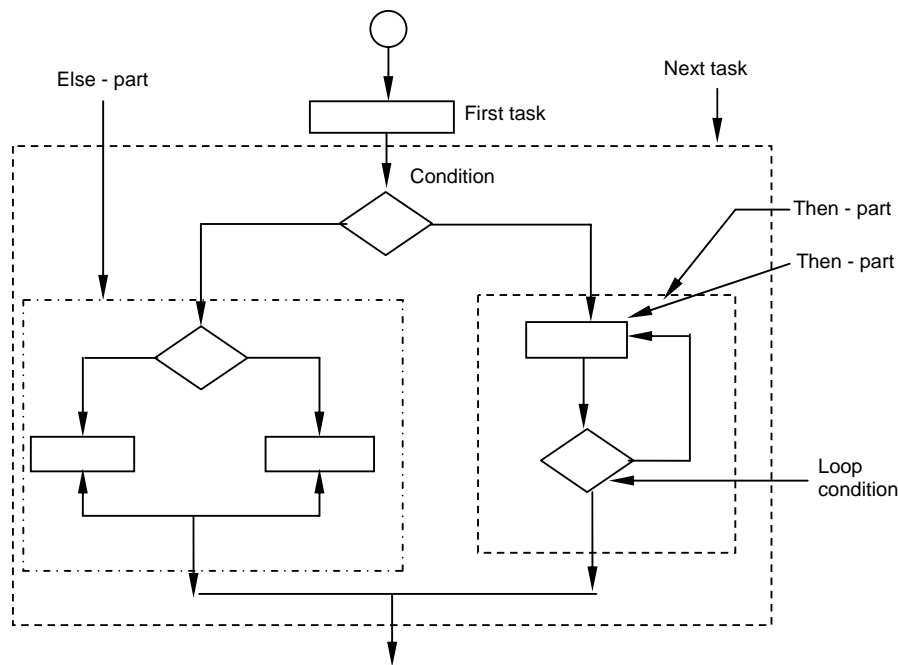 Next task
Else - part
First task
Condition
Then - part
Then - part
Loop
condition